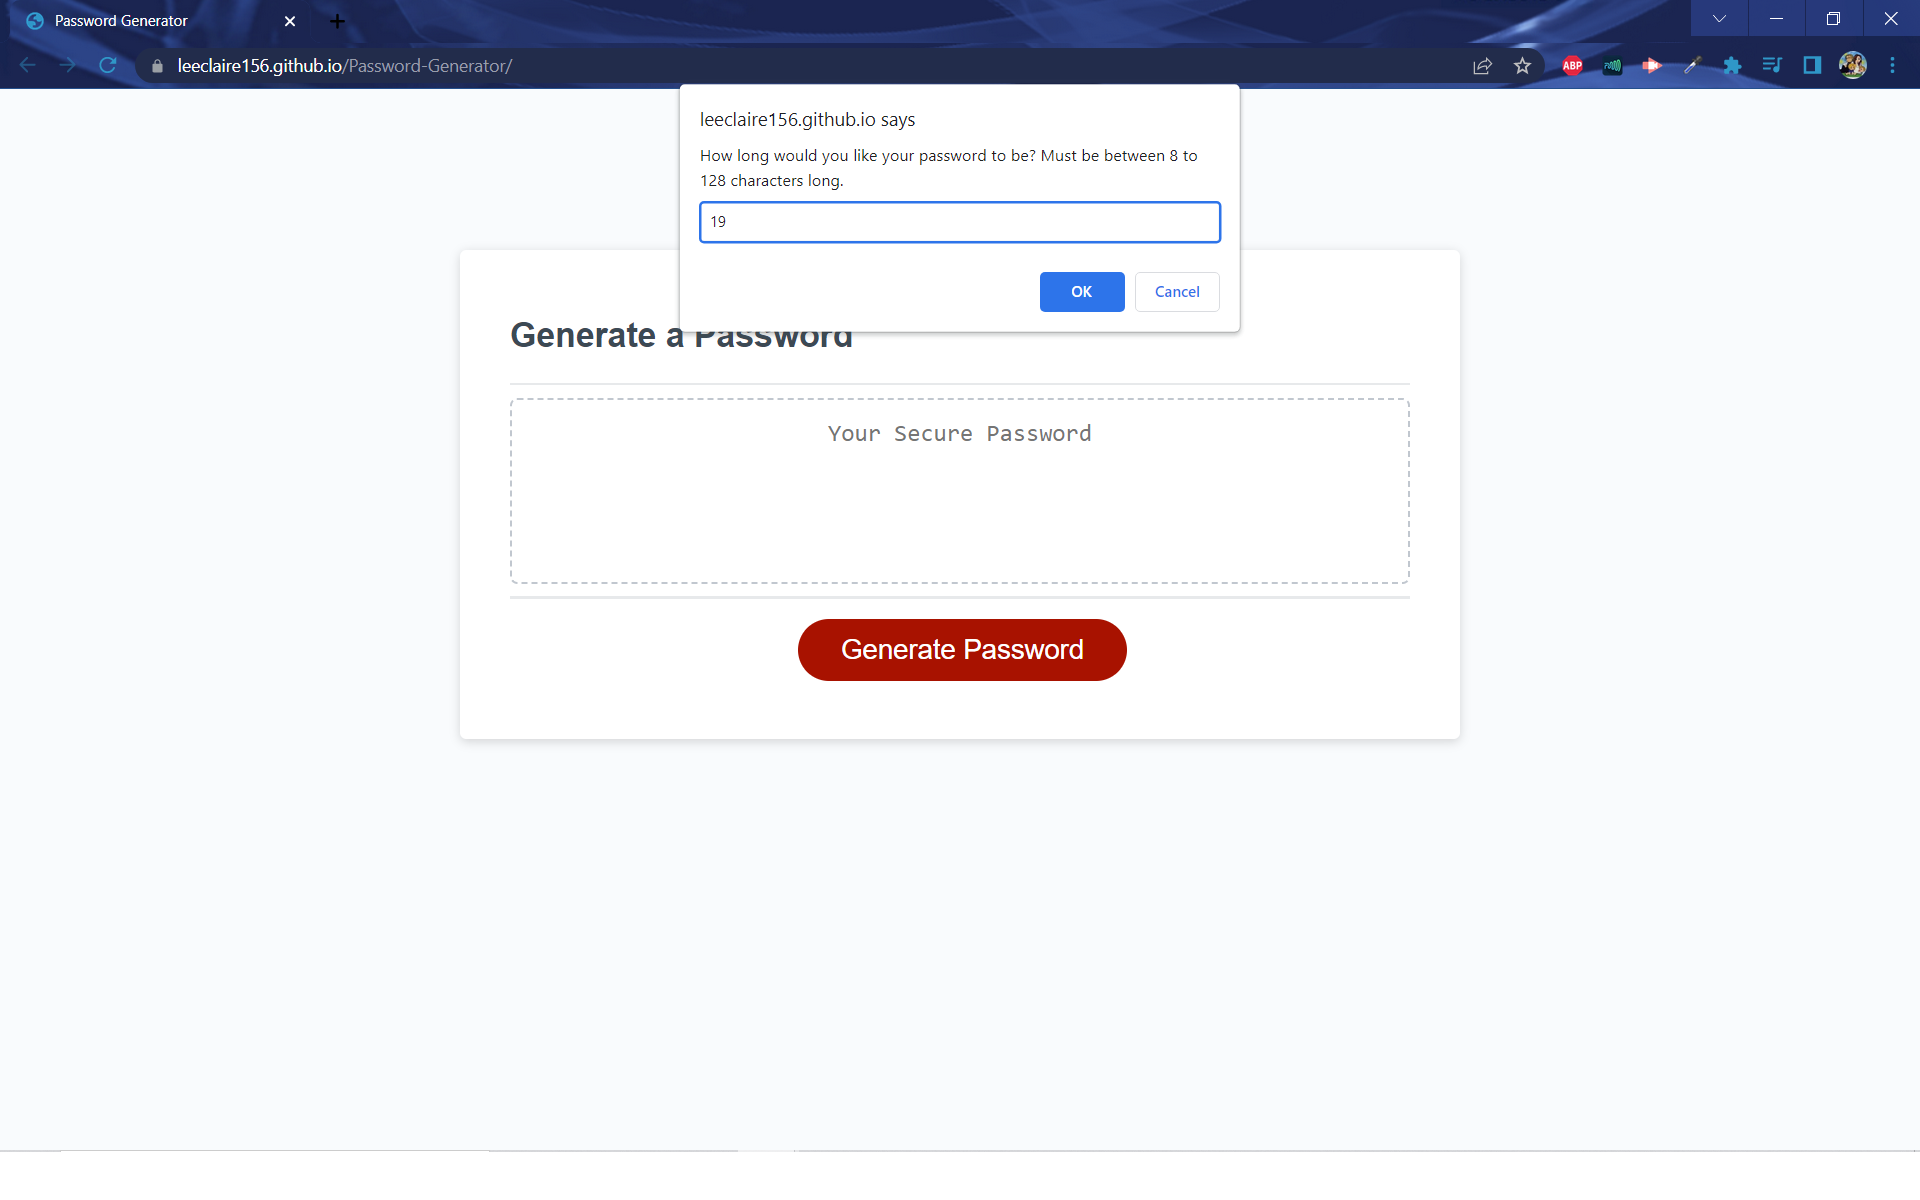 Password Generator
leeclaire156.github.io/Password-Generator/
ABP
leeclaire156.github.io says
How long would you like your password to be? Must be between 8 to
128 characters long.
19
OK
Cancel
Generate a Password
Your Secure Password
Generate Password